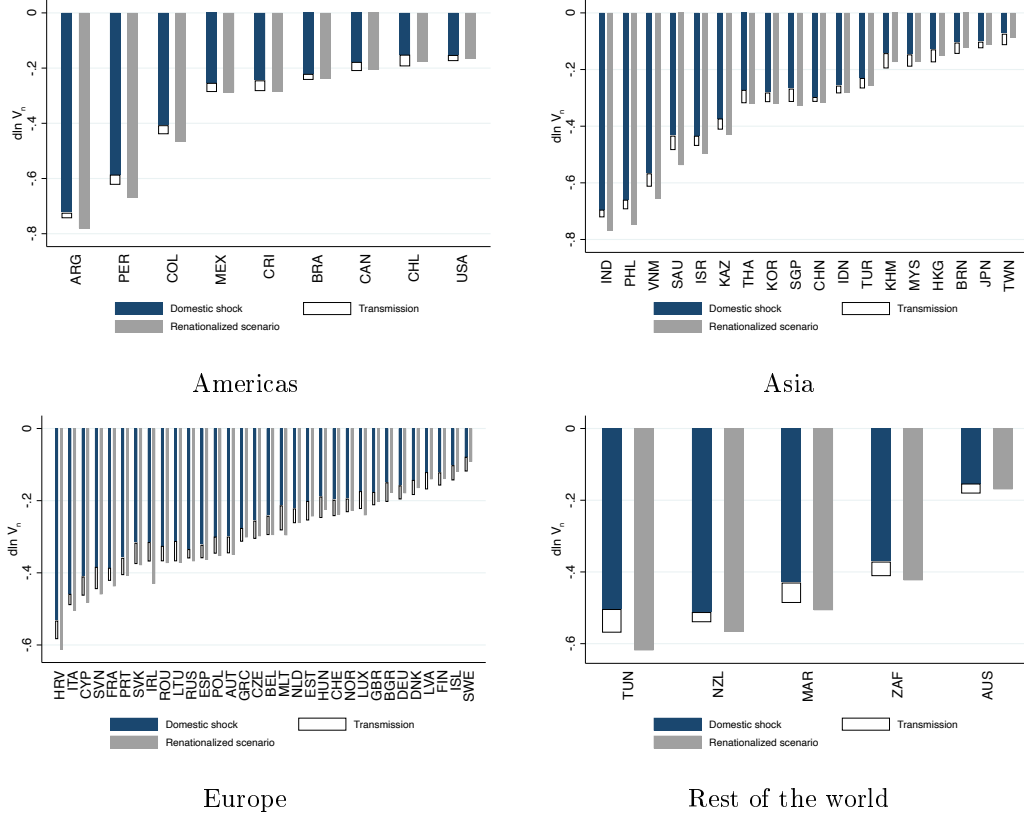 0
-.2
-.4
-.6
-.8
dln Vn
ARG PER COL MEX CRI BRA CAN CHL USA
Domestic shock Transmission
Renationalized scenario
Americas
0
-.2
-.4
-.6
-.8
dln Vn
IND PHL VNM SAU ISR KAZ THA KOR SGP CHN IDN TUR KHM MYS HKG BRN JPN TWN
Domestic shock Transmission
Renationalized scenario
Asia
0
-.2
-.4
-.6
dln Vn
HRV ITA CYP SVN FRA PRT SVK IRL ROU LTU RUS ESP POL AUT GRC CZE BEL MLT NLD EST HUN CHE NOR LUX GBR BGR DEU DNK LVA FIN ISL SWE
Domestic shock Transmission
Renationalized scenario
Europe
0
-.2
-.4
-.6
dln Vn
TUN NZL MAR ZAF AUS
Domestic shock Transmission
Renationalized scenario
Rest of the world